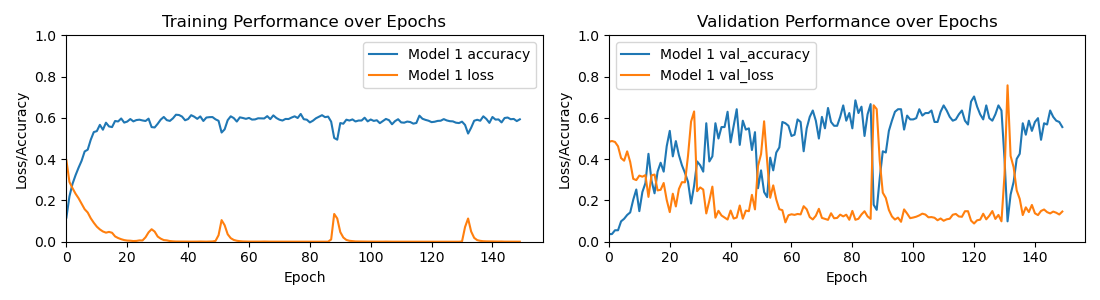 Training Performance over Epochs
Loss/Accuracy
1.0
0.8
0.6
0.4
0.2
0.0
Model 1 accuracy
Model 1 loss
0 20 40 60 80 100 120 140
Epoch
Validation Performance over Epochs
Loss/Accuracy
1.0
0.8
0.6
0.4
0.2
0.0
Model 1 val_accuracy
Model 1 val_loss
0 20 40 60 80 100 120 140
Epoch